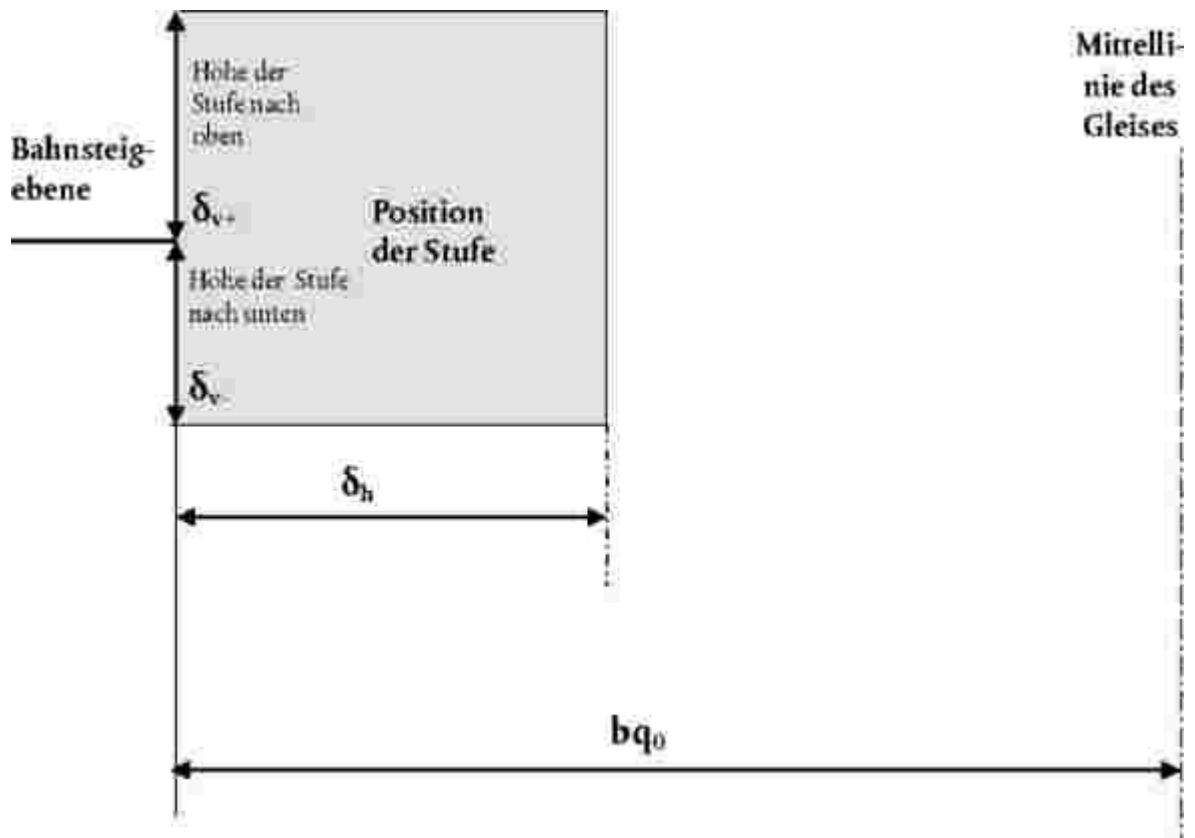 Mittelli-
nie des
Gleises
Höhe der
Stufe nach
oben
Bahnsteig-
ebene
δv+
Position
der Stufe
Höhe der Stufe
nach unten
δv-
δh
bq0